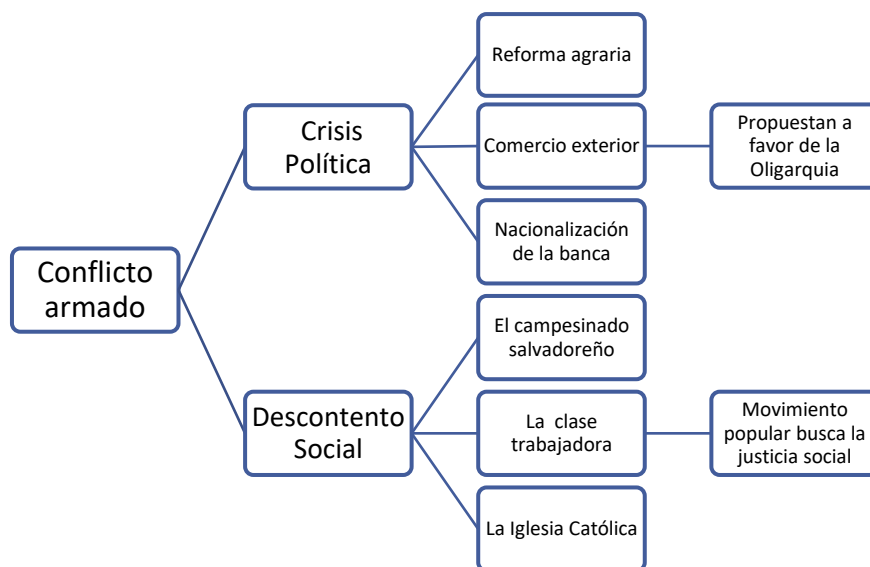 Conflicto
armado
Crisis
Política
Reforma agraria
Comercio exterior
Propuestan a
favor de la
Oligarquia
Nacionalización
de la banca
Descontento
Social
El campesinado
salvadoreño
La clase
trabajadora
Movimiento
popular busca la
justicia social
La Iglesia Católica